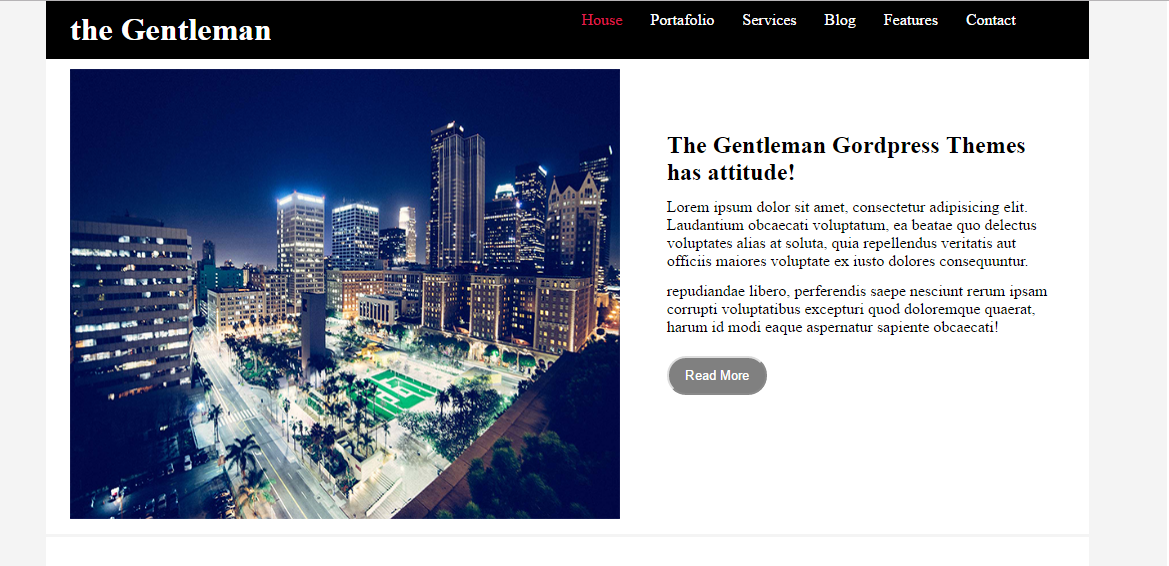 the Gentleman
House Portafolio Services Blog Features Contact
The Gentleman Gordpress Themes
has attitude!
Lorem ipsum dolor sit amet, consectetur adipisicing elit.
Laudantium obcaecati voluptatum, ea beatae quo delectus
voluptates alias at soluta, quia repellendus veritatis aut
officiis maiores voluptate ex iusto dolores consequuntur.
repudiandae libero, perferendis saepe nesciunt rerum ipsam
corrupti voluptatibus excepturi quod doloremque quaerat,
harum id modi eaque aspernatur sapiente obcaecati!
Read More